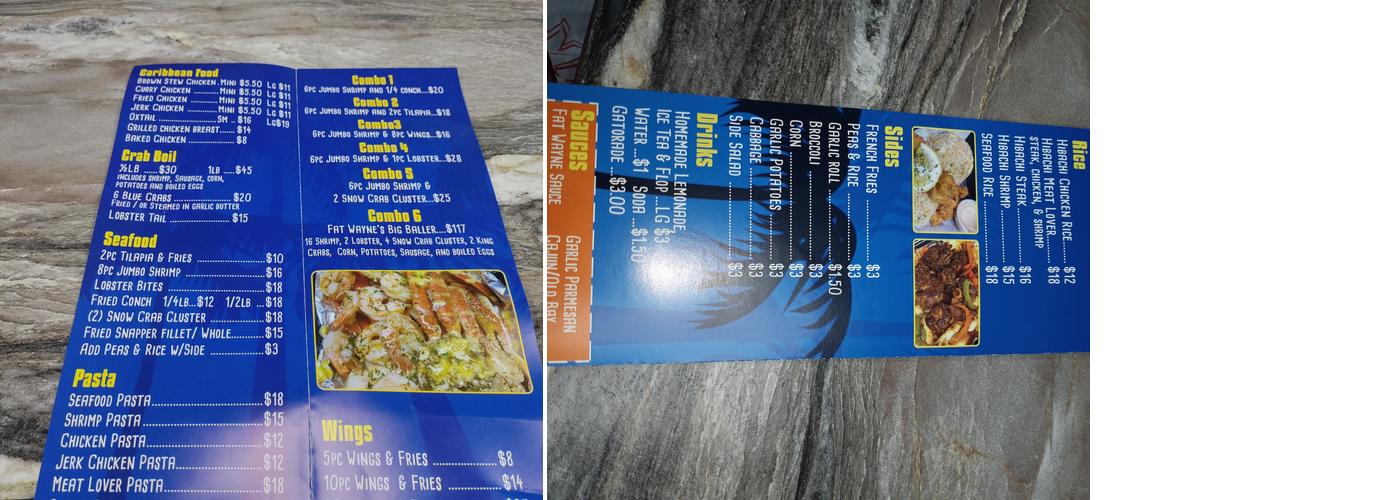 Caribbean Food
Brown Stew Chicken . Mini $5.50 Lg $11
Curry Chicken .......... Mini $5.50 Lg $11
Fried Chicken .......... Mini $5.50 Lg $11
Jerk Chicken .......... Mini $5.50 Lg $11
Oxtail ...................... Sm .. $16 Lg$19
Grilled chicken breast....... $14
Baked Chicken ................. $8
Crab Boil
½LB ...... $30 1LB ..... $45
includes shrimp, Sausage, corn,
potatoes and boiled eggs
6 Blue Crabs ..................... $20
Fried / or Steamed in garlic butter
Lobster Tail ..................... $15
Seafood
2pc Tilapia & Fries .................. $10
8pc Jumbo Shrimp .................. $16
Lobster Bites ......................... $18
Fried Conch 1/4lb...$12 1/2lb ...$18
(2) Snow Crab Cluster ............... $18
Fried Snapper fillet/ Whole......... $15
Add Peas & Rice w/Side ............. $3
Pasta
Seafood Pasta.......................... $18
Shrimp Pasta........................... $15
Chicken Pasta.......................... $12
Jerk Chicken Pasta.................... $12
Meat Lover Pasta...................... $18
Combo 1
6pc Jumbo Shrimp and 1/4 conch...$20
Combo 2
6pc Jumbo Shrimp and 2pc Tilapia...$18
Combo3
6pc Jumbo Shrimp & 8pc Wings...$16
Combo 4
6pc Jumbo Shrimp & 1pc Lobster...$28
Combo 5
6pc Jumbo Shrimp &
2 Snow Crab Cluster...$25
Combo 6
Fat Wayne's Big Baller....$117
16 Shrimp, 2 Lobster, 4 Snow Crab Cluster, 2 King
Crabs, Corn, Potatoes, Sausage, and boiled Eggs
Wings
5pc Wings & Fries ................ $8
10pc Wings & Fries ............... $14
Rice
Hibachi Chicken Rice...... $12
Hibachi Meat Lover ........ $18
steak, chicken, & shrimp
Hibachi Steak ............... $16
Hibachi Shrimp ............. $15
Seafood Rice ................ $18
Sides
French Fries ................ $3
Peas & Rice ................. $3
Garlic Roll .................. $1.50
Broccoli ..................... $3
Corn .......................... $3
Garlic Potatoes ............ $3
Cabbage ..................... $3
Side Salad .................. $3
Drinks
Homemade Lemonade,
Ice Tea & Flop ...Lg $3
Water ...$1 Soda ...$1.50
Gatorade ...$3.00
Sauces
Fat Wayne Sauce Garlic Parmesan
Cajun/Old Bay